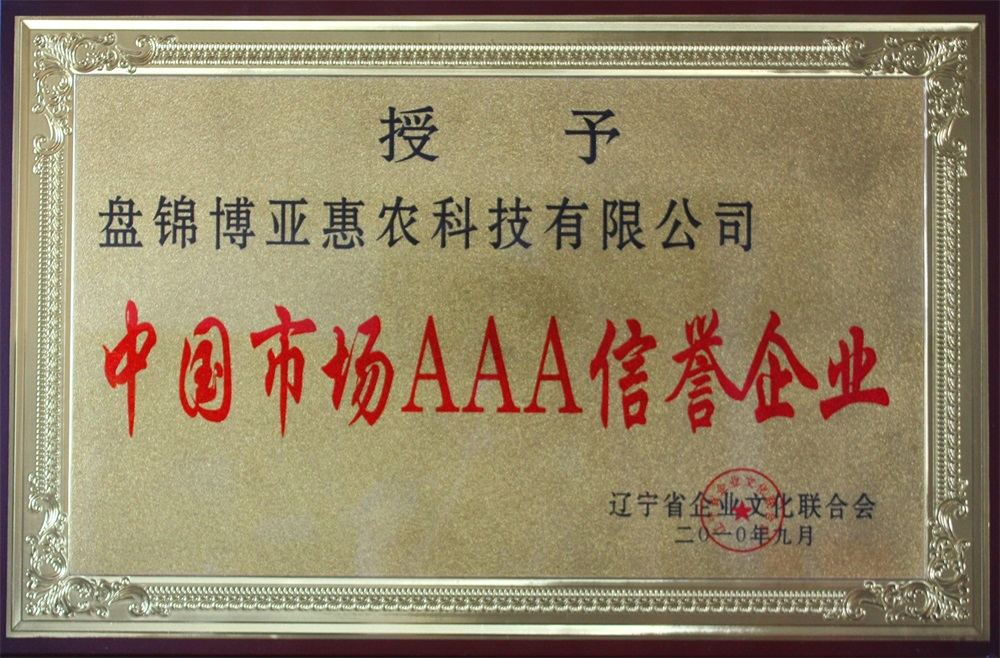 授予
盘锦博亚惠农科技有限公司
中国市场AAA信誉企业
辽宁省企业文化联合会
二〇一〇年九月